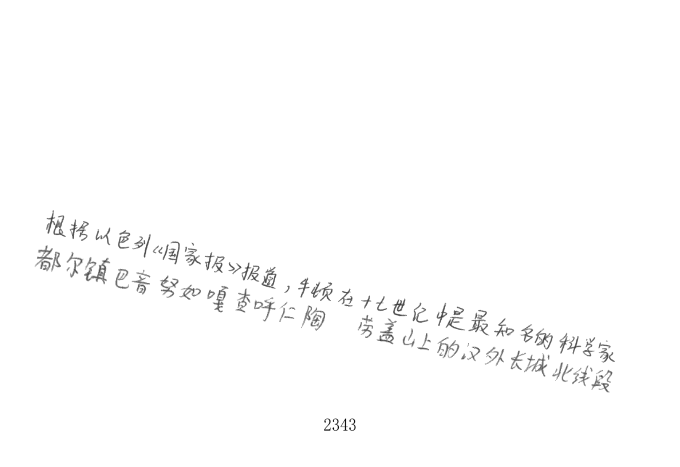 根据以色列《国家报》报道,牛顿在十七世纪中是最知名的科学家
都尔镇巴音努如嘎查呼仁陶 劳盖山上的汉外长城北线段
2343